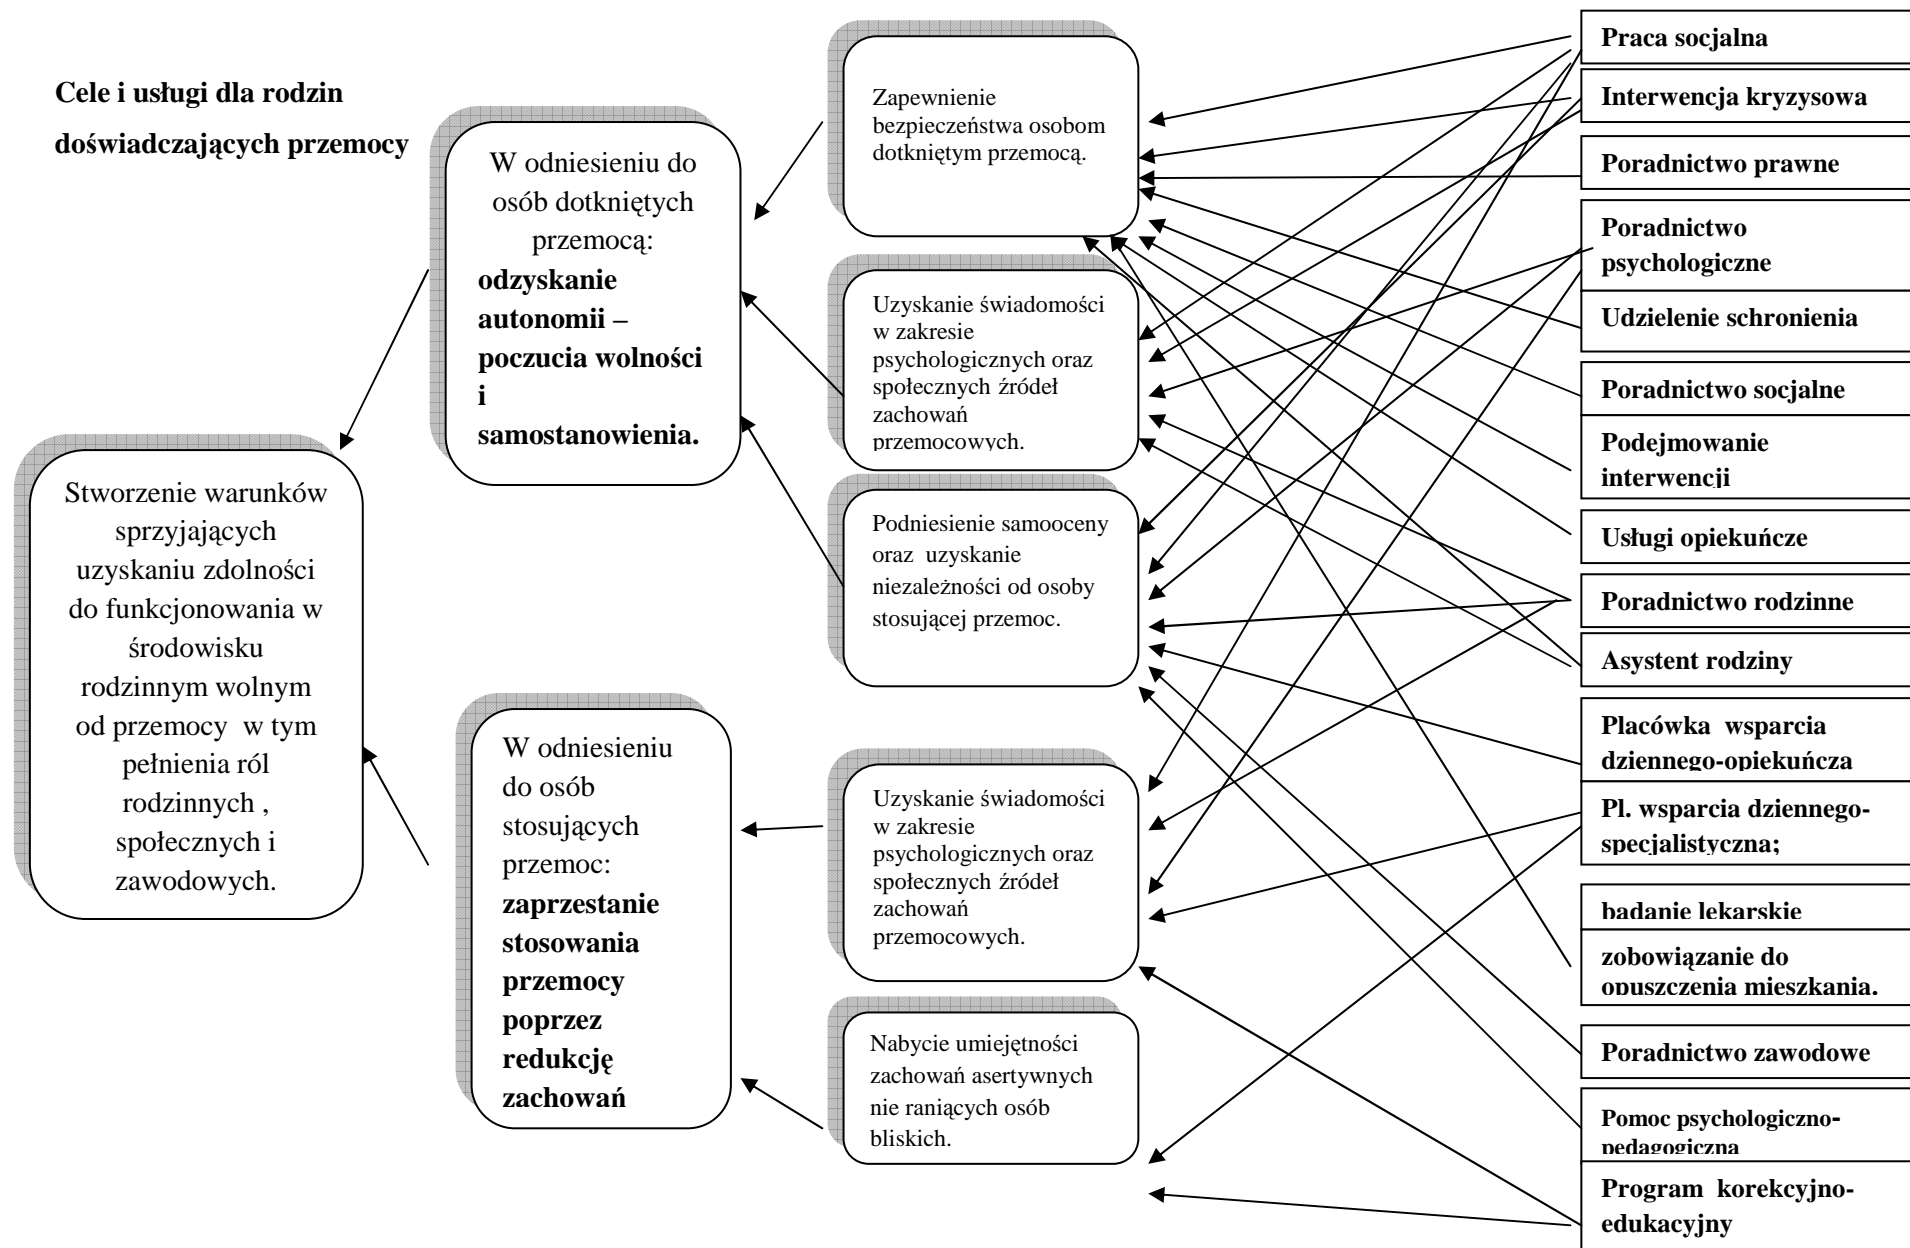 Cele i usługi dla rodzin
doświadczających przemocy
Stworzenie warunków
sprzyjających
uzyskaniu zdolności
do funkcjonowania w
środowisku
rodzinnym wolnym
od przemocy w tym
pełnienia ról
rodzinnych ,
społecznych i
zawodowych.
W odniesieniu do
osób dotkniętych
przemocą:
odzyskanie
autonomii –
poczucia wolności
i
samostanowienia.
W odniesieniu
do osób
stosujących
przemoc:
zaprzestanie
stosowania
przemocy
poprzez
redukcję
zachowań
Zapewnienie
bezpieczeństwa osobom
dotkniętym przemocą.
Uzyskanie świadomości
w zakresie
psychologicznych oraz
społecznych źródeł
zachowań
przemocowych.
Podniesienie samooceny
oraz uzyskanie
niezależności od osoby
stosującej przemoc.
Uzyskanie świadomości
w zakresie
psychologicznych oraz
społecznych źródeł
zachowań
przemocowych.
Nabycie umiejętności
zachowań asertywnych
nie raniących osób
bliskich.
Praca socjalna
Interwencja kryzysowa
Poradnictwo prawne
Poradnictwo
psychologiczne
Udzielenie schronienia
Poradnictwo socjalne
Podejmowanie
interwencji
Usługi opiekuńcze
Poradnictwo rodzinne
Asystent rodziny
Placówka wsparcia
dziennego-opiekuńcza
Pl. wsparcia dziennego-
specjalistyczna;
badanie lekarskie
zobowiązanie do
opuszczenia mieszkania.
Poradnictwo zawodowe
Pomoc psychologiczno-
pedagogiczna
Program korekcyjno-
edukacyjny